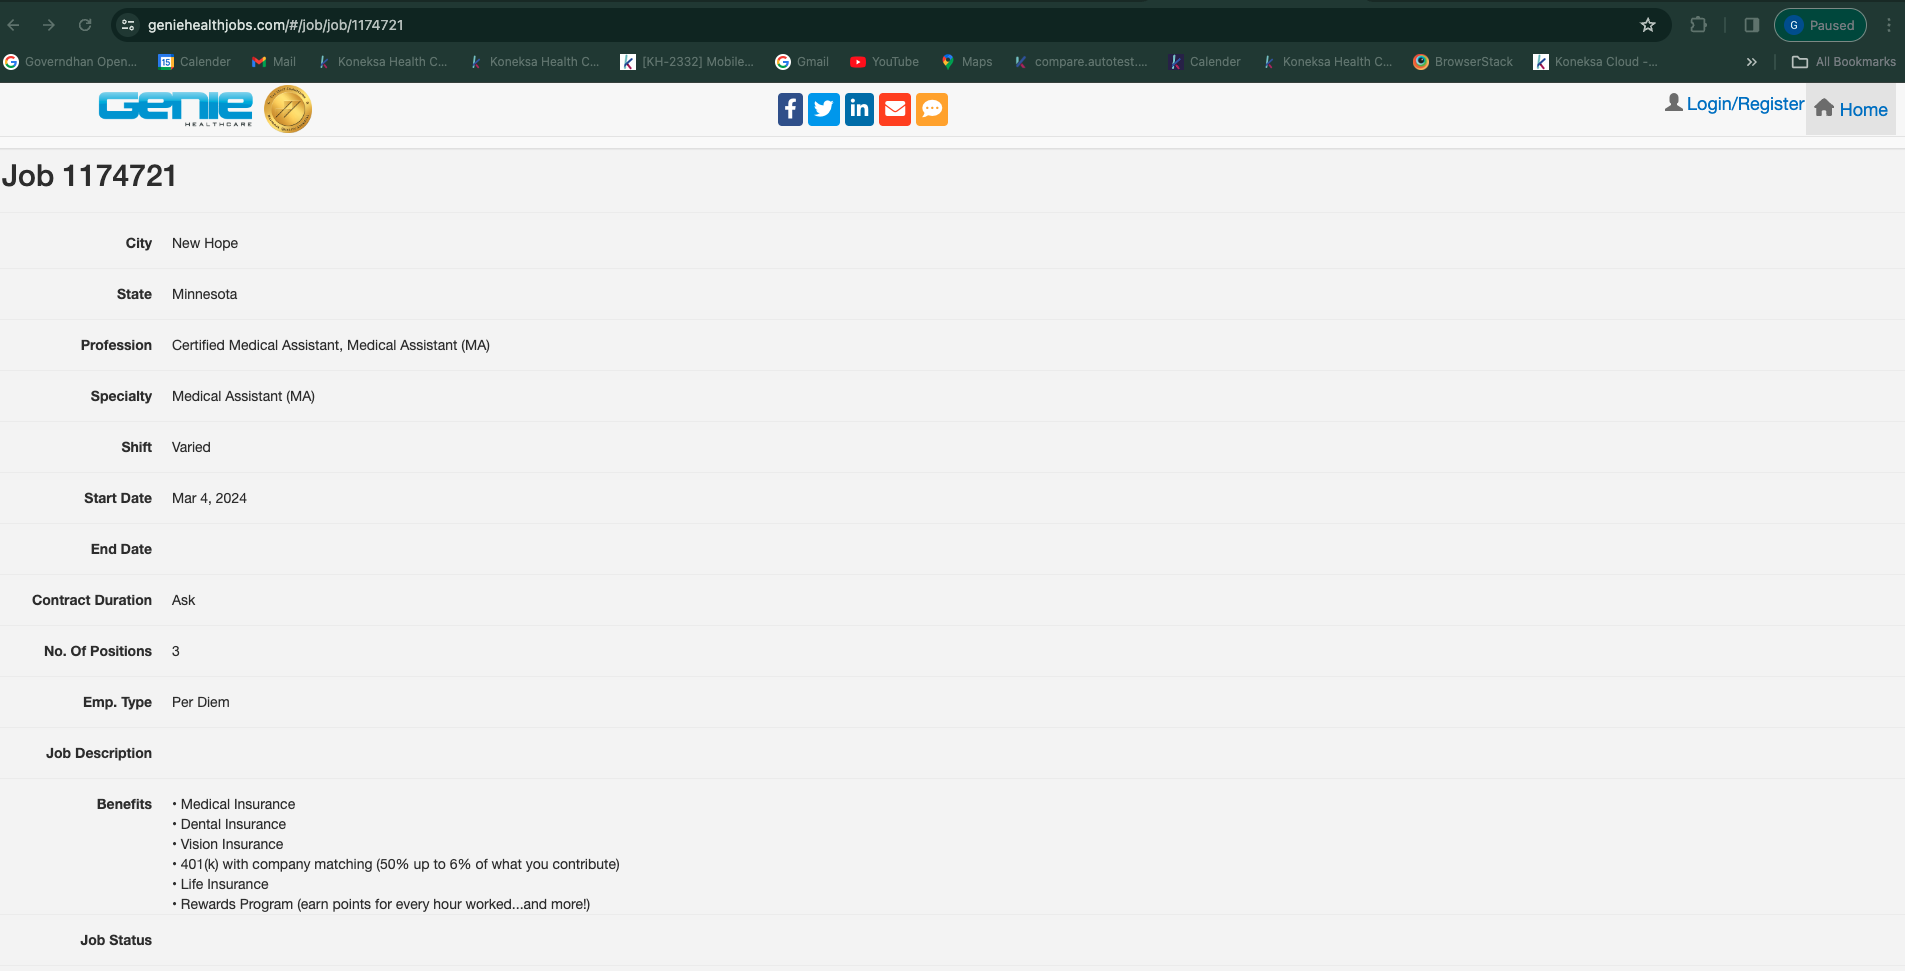 geniehealthjobs.com/#/job/job/1174721
G Paused
Governdhan Open... 15 Calender Mail Koneksa Health C... Koneksa Health C... [KH-2332] Mobile... Gmail YouTube Maps compare.autotest.... Calender Koneksa Health C... BrowserStack Koneksa Cloud -... » All Bookmarks
GENIE
HEALTHCARE
Login/Register Home
Job 1174721
City New Hope
State Minnesota
Profession Certified Medical Assistant, Medical Assistant (MA)
Specialty Medical Assistant (MA)
Shift Varied
Start Date Mar 4, 2024
End Date
Contract Duration Ask
No. Of Positions 3
Emp. Type Per Diem
Job Description
Benefits • Medical Insurance
• Dental Insurance
• Vision Insurance
• 401(k) with company matching (50% up to 6% of what you contribute)
• Life Insurance
• Rewards Program (earn points for every hour worked...and more!)
Job Status